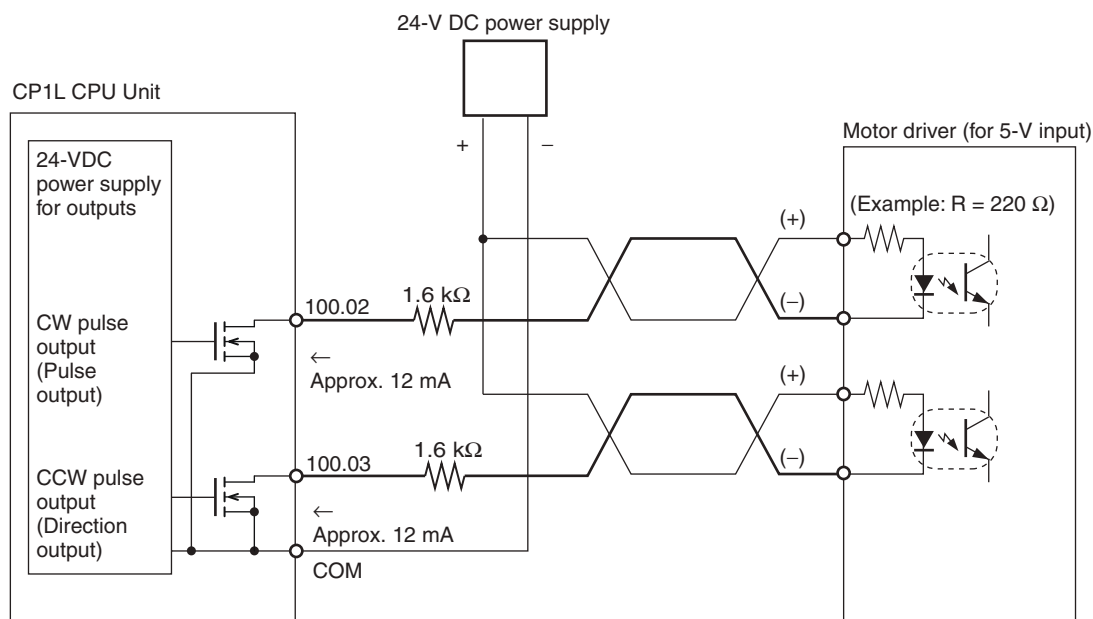 24-V DC power supply
CP1L CPU Unit
+
−
Motor driver (for 5-V input)
24-VDC
power supply
for outputs
(Example: R = 220 Ω)
(+)
100.02
1.6 kΩ
(−)
CW pulse
output
(Pulse
output)
←
Approx. 12 mA
(+)
100.03
1.6 kΩ
(−)
CCW pulse
output
(Direction
output)
←
Approx. 12 mA
COM